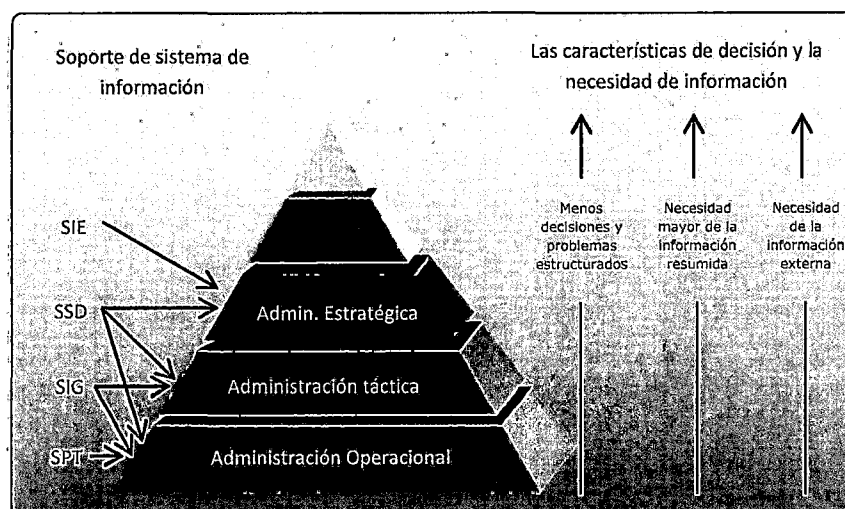 Soporte de sistema de
información
Las características de decisión y la
necesidad de información
Menos
decisiones y
problemas
estructurados
Necesidad
mayor de la
información
resumida
Necesidad
de la
información
externa
SIE
SSD
SIG
SPT
Admin. Estratégica
Administración táctica
Administración Operacional